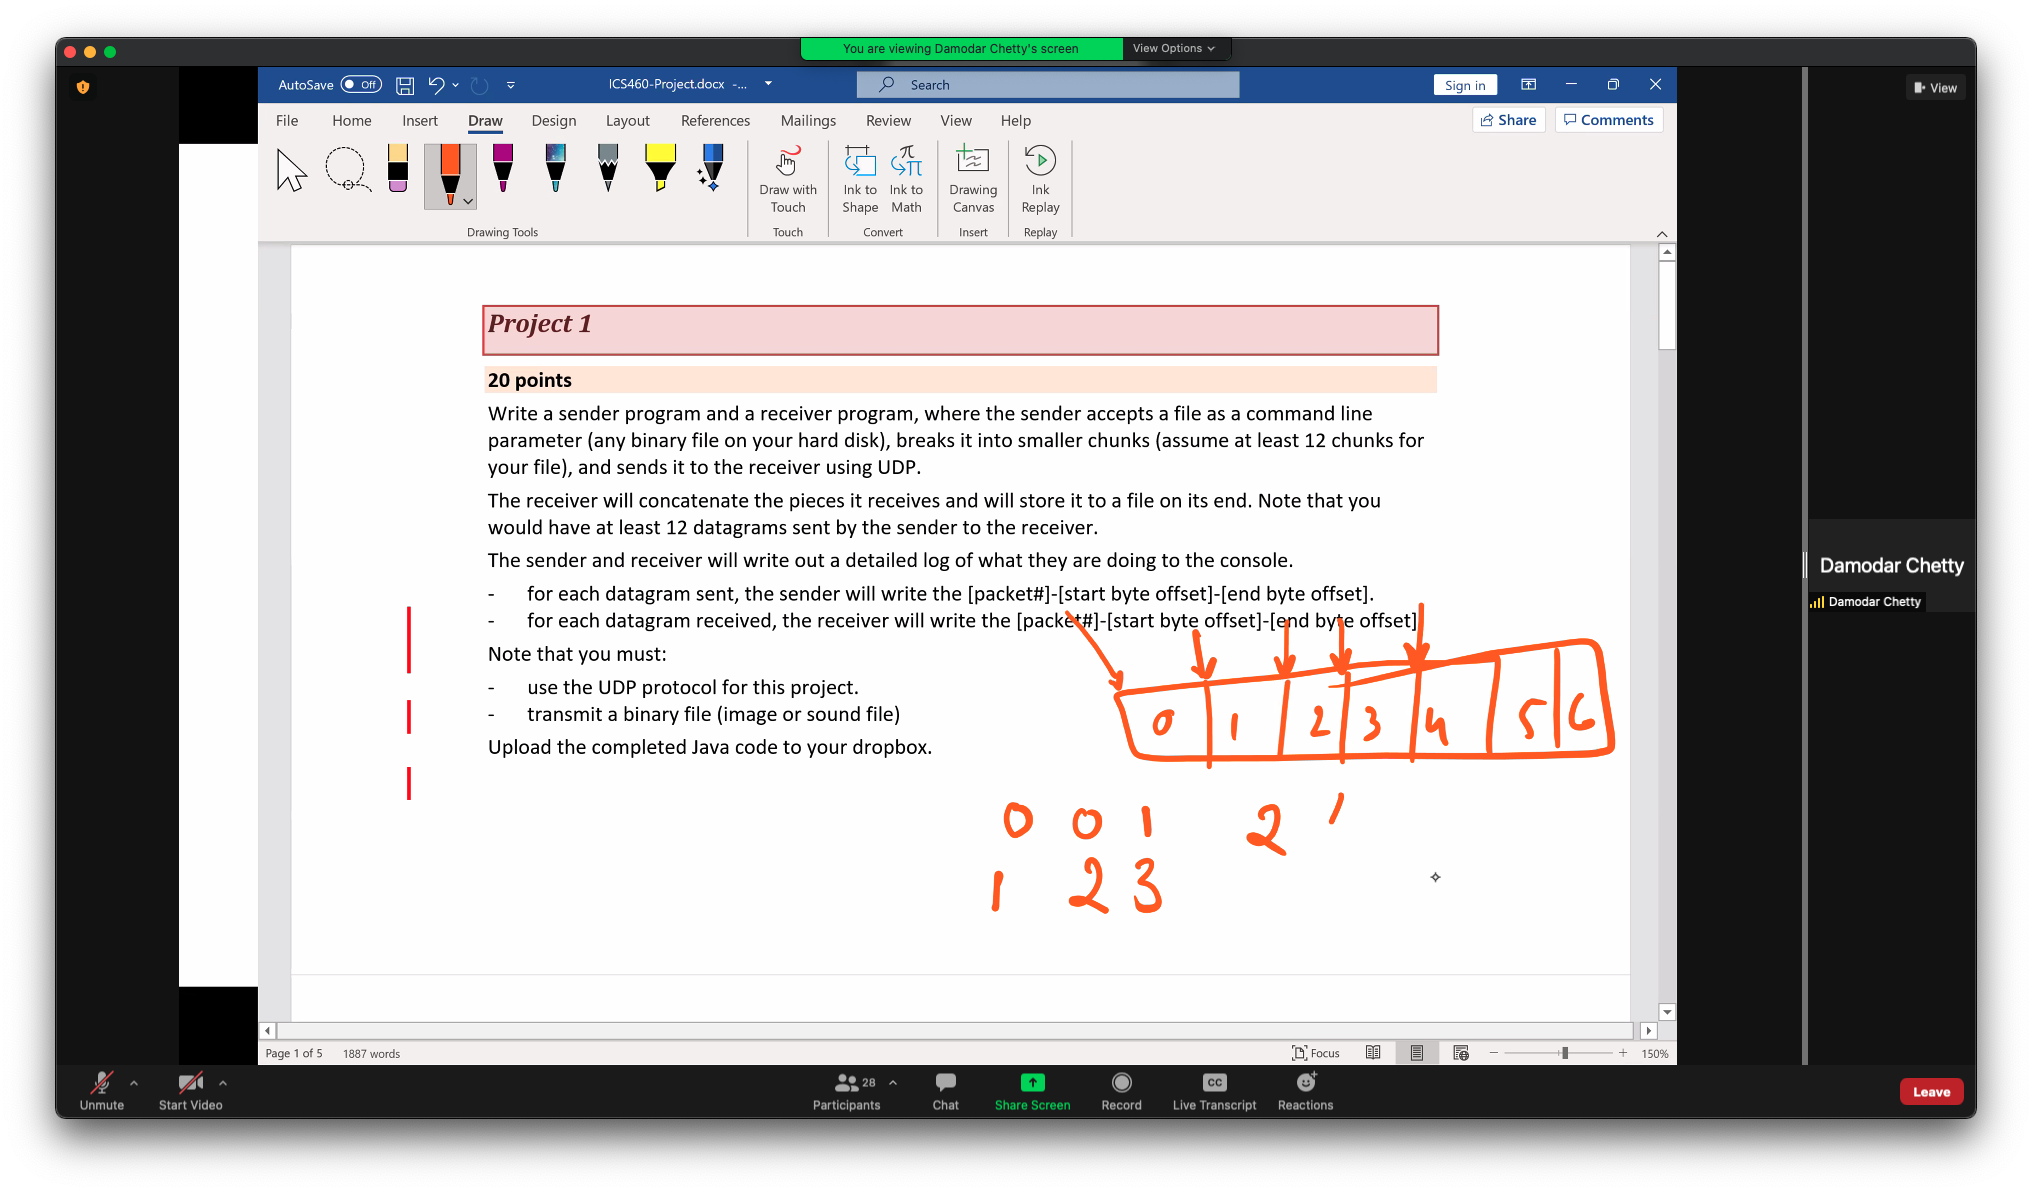 You are viewing Damodar Chetty's screen View Options
View
AutoSave Off ICS460-Project.docx -... Search Sign in
File Home Insert Draw Design Layout References Mailings Review View Help Share Comments
Draw with Touch
Ink to Shape
Ink to Math
Drawing Canvas
Ink Replay
Drawing Tools Touch Convert Insert Replay
Project 1
20 points
Write a sender program and a receiver program, where the sender accepts a file as a command line
parameter (any binary file on your hard disk), breaks it into smaller chunks (assume at least 12 chunks for
your file), and sends it to the receiver using UDP.
The receiver will concatenate the pieces it receives and will store it to a file on its end. Note that you
would have at least 12 datagrams sent by the sender to the receiver.
The sender and receiver will write out a detailed log of what they are doing to the console.
- for each datagram sent, the sender will write the [packet#]-[start byte offset]-[end byte offset].
- for each datagram received, the receiver will write the [packet#]-[start byte offset]-[end byte offset]
Note that you must:
- use the UDP protocol for this project.
- transmit a binary file (image or sound file)
Upload the completed Java code to your dropbox.
0 1 2 3 4 5 6
0 0 1 2 '
1 2 3
Damodar Chetty
Damodar Chetty
Page 1 of 5 1887 words Focus 150%
Unmute Start Video Participants 28 Chat Share Screen Record CC Live Transcript Reactions Leave